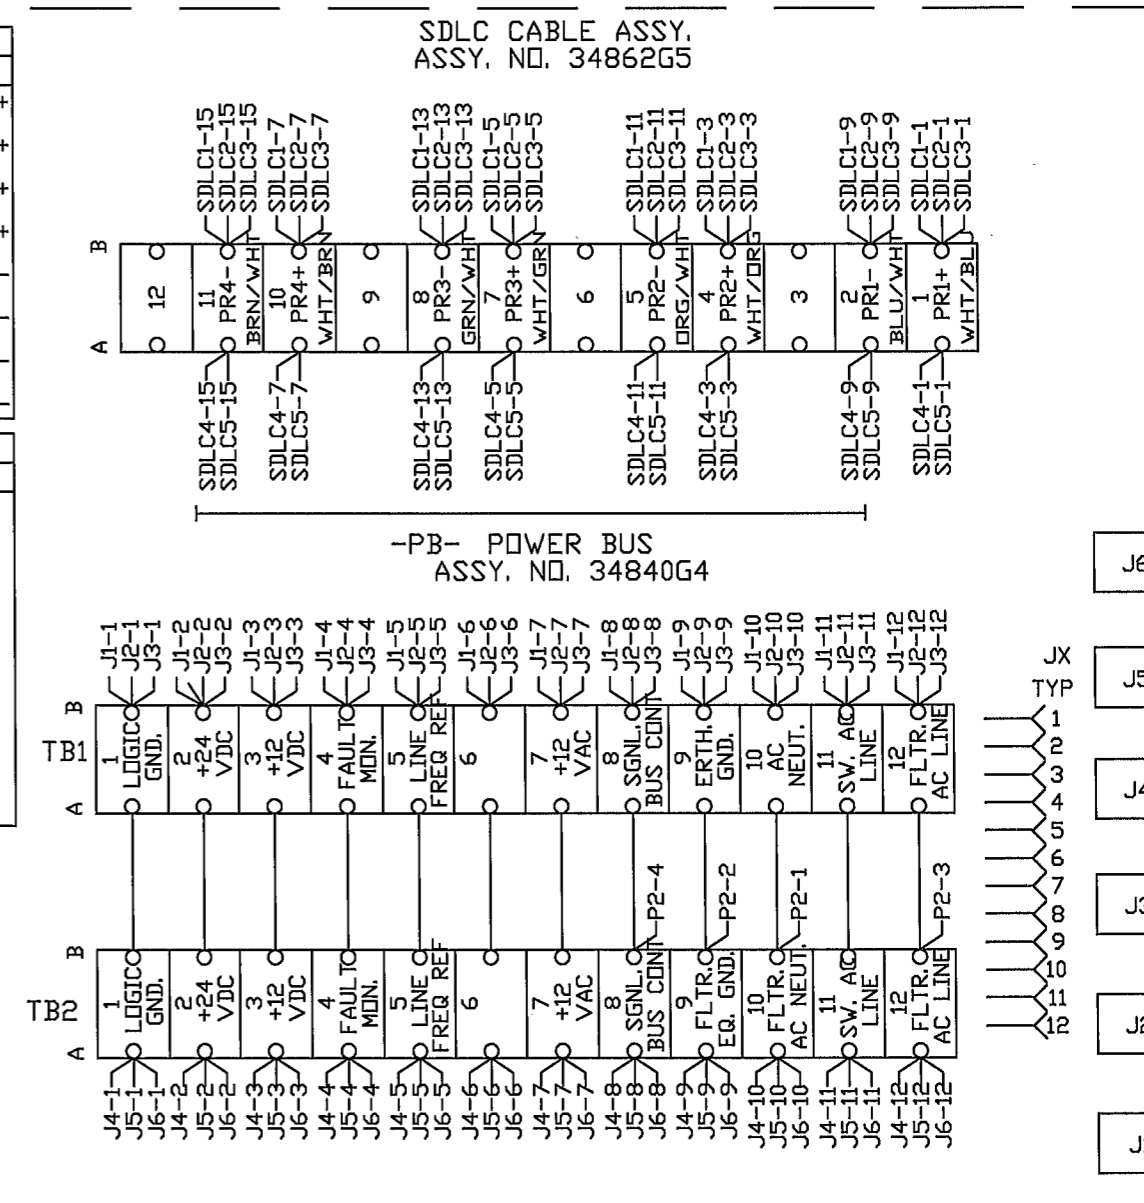 SDLC CABLE ASSY.
ASSY. NO. 34862G5
SDLC1-15
SDLC2-15
SDLC3-15
SDLC1-7
SDLC2-7
SDLC3-7
SDLC1-13
SDLC2-13
SDLC3-13
SDLC1-5
SDLC2-5
SDLC3-5
SDLC1-11
SDLC2-11
SDLC3-11
SDLC1-3
SDLC2-3
SDLC3-3
SDLC1-9
SDLC2-9
SDLC3-9
SDLC1-1
SDLC2-1
SDLC3-1
B
A
12
11
PR4-
BRN/WHT
10
PR4+
WHT/BRN
9
8
PR3-
GRN/WHT
7
PR3+
WHT/GRN
6
5
PR2-
ORG/WHT
4
PR2+
WHT/ORG
3
2
PR1-
BLU/WHT
1
PR1+
WHT/BLU
SDLC4-15
SDLC5-15
SDLC4-7
SDLC5-7
SDLC4-13
SDLC5-13
SDLC4-5
SDLC5-5
SDLC4-11
SDLC5-11
SDLC4-3
SDLC5-3
SDLC4-9
SDLC5-9
SDLC4-1
SDLC5-1
-PB- POWER BUS
ASSY. NO. 34840G4
J1-1
J2-1
J3-1
J1-2
J2-2
J3-2
J1-3
J2-3
J3-3
J1-4
J2-4
J3-4
J1-5
J2-5
J3-5
J1-6
J2-6
J3-6
J1-7
J2-7
J3-7
J1-8
J2-8
J3-8
J1-9
J2-9
J3-9
J1-10
J2-10
J3-10
J1-11
J2-11
J3-11
J1-12
J2-12
J3-12
B
TB1
A
1
LOGIC
GND.
2
+24
VDC
3
+12
VDC
4
FAULT
MON.
5
LINE
FREQ REF
6
7
+12
VAC
8
SGNL.
BUS CONT
9
ERTH.
GND.
10
AC
NEUT.
11
SW. AC
LINE
12
FLTR.
AC LINE
P2-4
P2-2
P2-1
P2-3
B
TB2
A
1
LOGIC
GND.
2
+24
VDC
3
+12
VDC
4
FAULT
MON.
5
LINE
FREQ REF
6
7
+12
VAC
8
SGNL.
BUS CONT
9
FLTR.
EQ. GND.
10
FLTR.
AC NEUT.
11
SW. AC
LINE
12
FLTR.
AC LINE
J4-1
J5-1
J6-1
J4-2
J5-2
J6-2
J4-3
J5-3
J6-3
J4-4
J5-4
J6-4
J4-5
J5-5
J6-5
J4-6
J5-6
J6-6
J4-7
J5-7
J6-7
J4-8
J5-8
J6-8
J4-9
J5-9
J6-9
J4-10
J5-10
J6-10
J4-11
J5-11
J6-11
J4-12
J5-12
J6-12
JX
TYP
1
2
3
4
5
6
7
8
9
10
11
12
J6
J5
J4
J3
J2